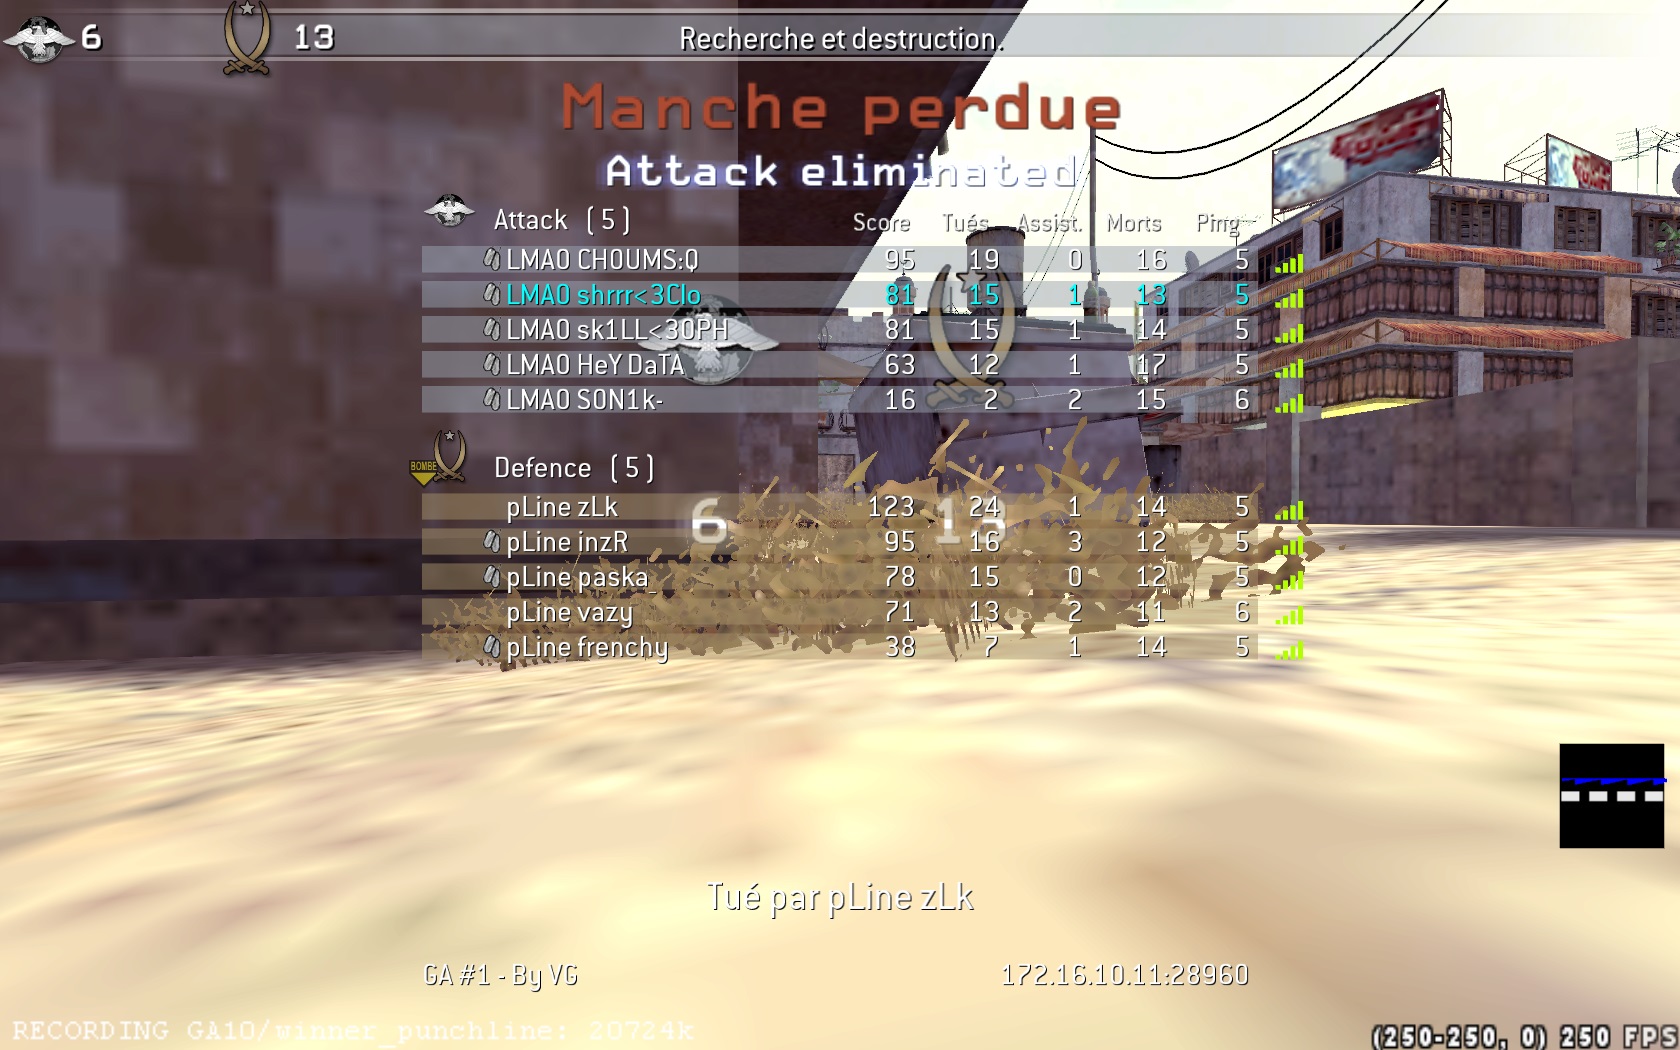 6 13 Recherche et destruction.
Manche perdue
Attack eliminated
Attack (5) Score Tués Assist. Morts Ping
LMAO CHOUMS:Q 95 19 0 16 5
LMAO shrrr<3Clo 81 15 1 13 5
LMAO sk1LL<3OPH 81 15 1 14 5
LMAO HeY DaTA 63 12 1 17 5
LMAO SON1k- 16 2 2 15 6
BOMBE
Defence (5)
pLine zLk 123 24 1 14 5
6 13
pLine inzR 95 16 3 12 5
pLine paska_ 78 15 0 12 5
pLine vazy 71 13 2 11 6
pLine frenchy 38 7 1 14 5
Tué par pLine zLk
GA #1 - By VG 172.16.10.11:28960
RECORDING GA10/winner_punchline: 20724k
(250-250, 0) 250 FPS